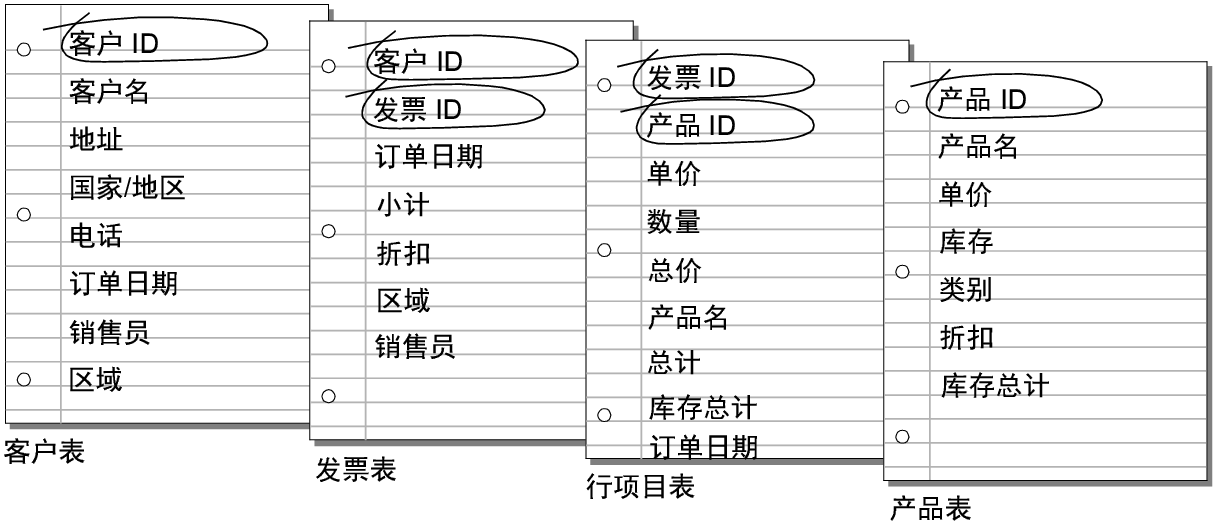 客户 ID
客户名
地址
国家/地区
电话
订单日期
销售员
区域
客户表
客户 ID
发票 ID
订单日期
小计
折扣
区域
销售员
发票表
发票 ID
产品 ID
单价
数量
总价
产品名
总计
库存总计
订单日期
行项目表
产品 ID
产品名
单价
库存
类别
折扣
库存总计
产品表